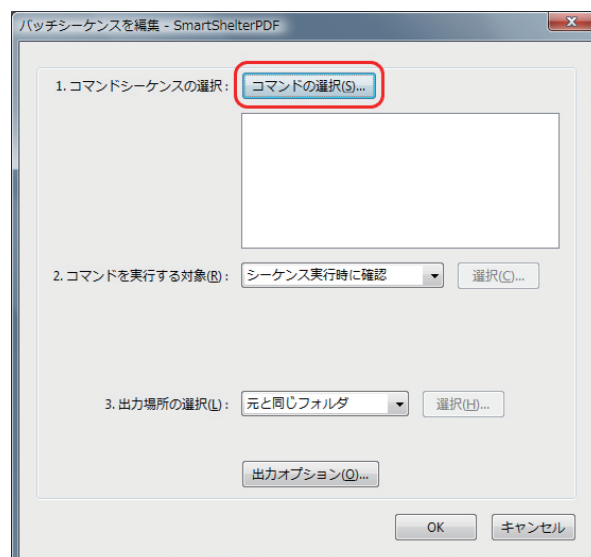 バッチシーケンスを編集 - SmartShelterPDF
1. コマンドシーケンスの選択: コマンドの選択(S)...
2. コマンドを実行する対象(R): シーケンス実行時に確認 選択(C)...
3. 出力場所の選択(L): 元と同じフォルダ 選択(H)...
出力オプション(O)...
OK キャンセル